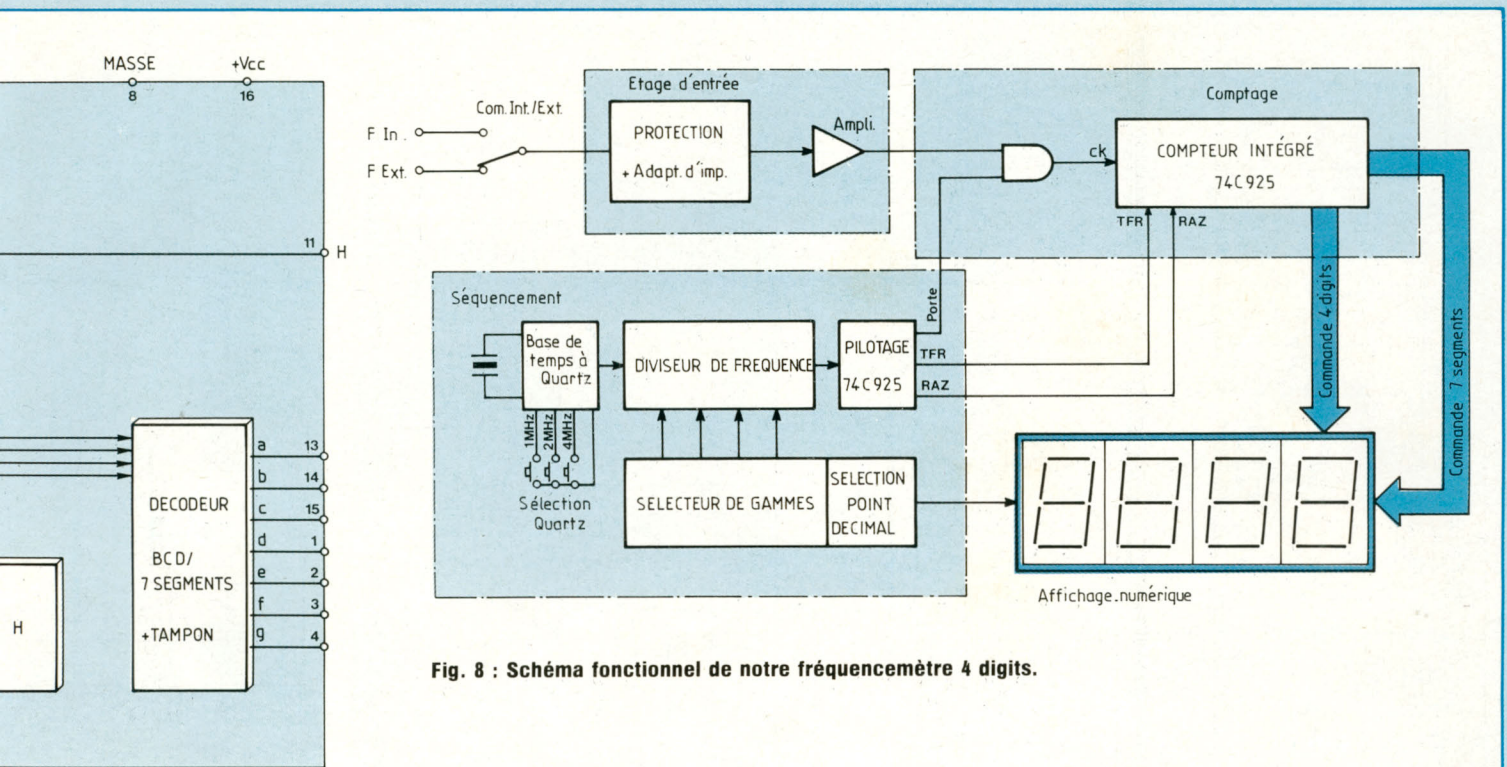 MASSE
+Vcc
8
16
11
H
a
13
b
14
c
15
d
1
e
2
f
3
g
4
DECODEUR
BCD/
7 SEGMENTS
+TAMPON
H
F In .
F Ext.
Com. Int./Ext.
Etage d'entrée
PROTECTION
+ Adapt. d'imp.
Ampli.
Comptage
ck
COMPTEUR INTÉGRÉ
74C925
TFR
RAZ
Séquencement
Base de
temps à
Quartz
DIVISEUR DE FREQUENCE
PILOTAGE
74C925
Porte
TFR
RAZ
1MHz
2MHz
4MHz
Sélection
Quartz
SELECTEUR DE GAMMES
SELECTION
POINT
DECIMAL
Commande 4 digits
Commande 7 segments
8888
Affichage.numérique
Fig. 8 : Schéma fonctionnel de notre fréquencemètre 4 digits.